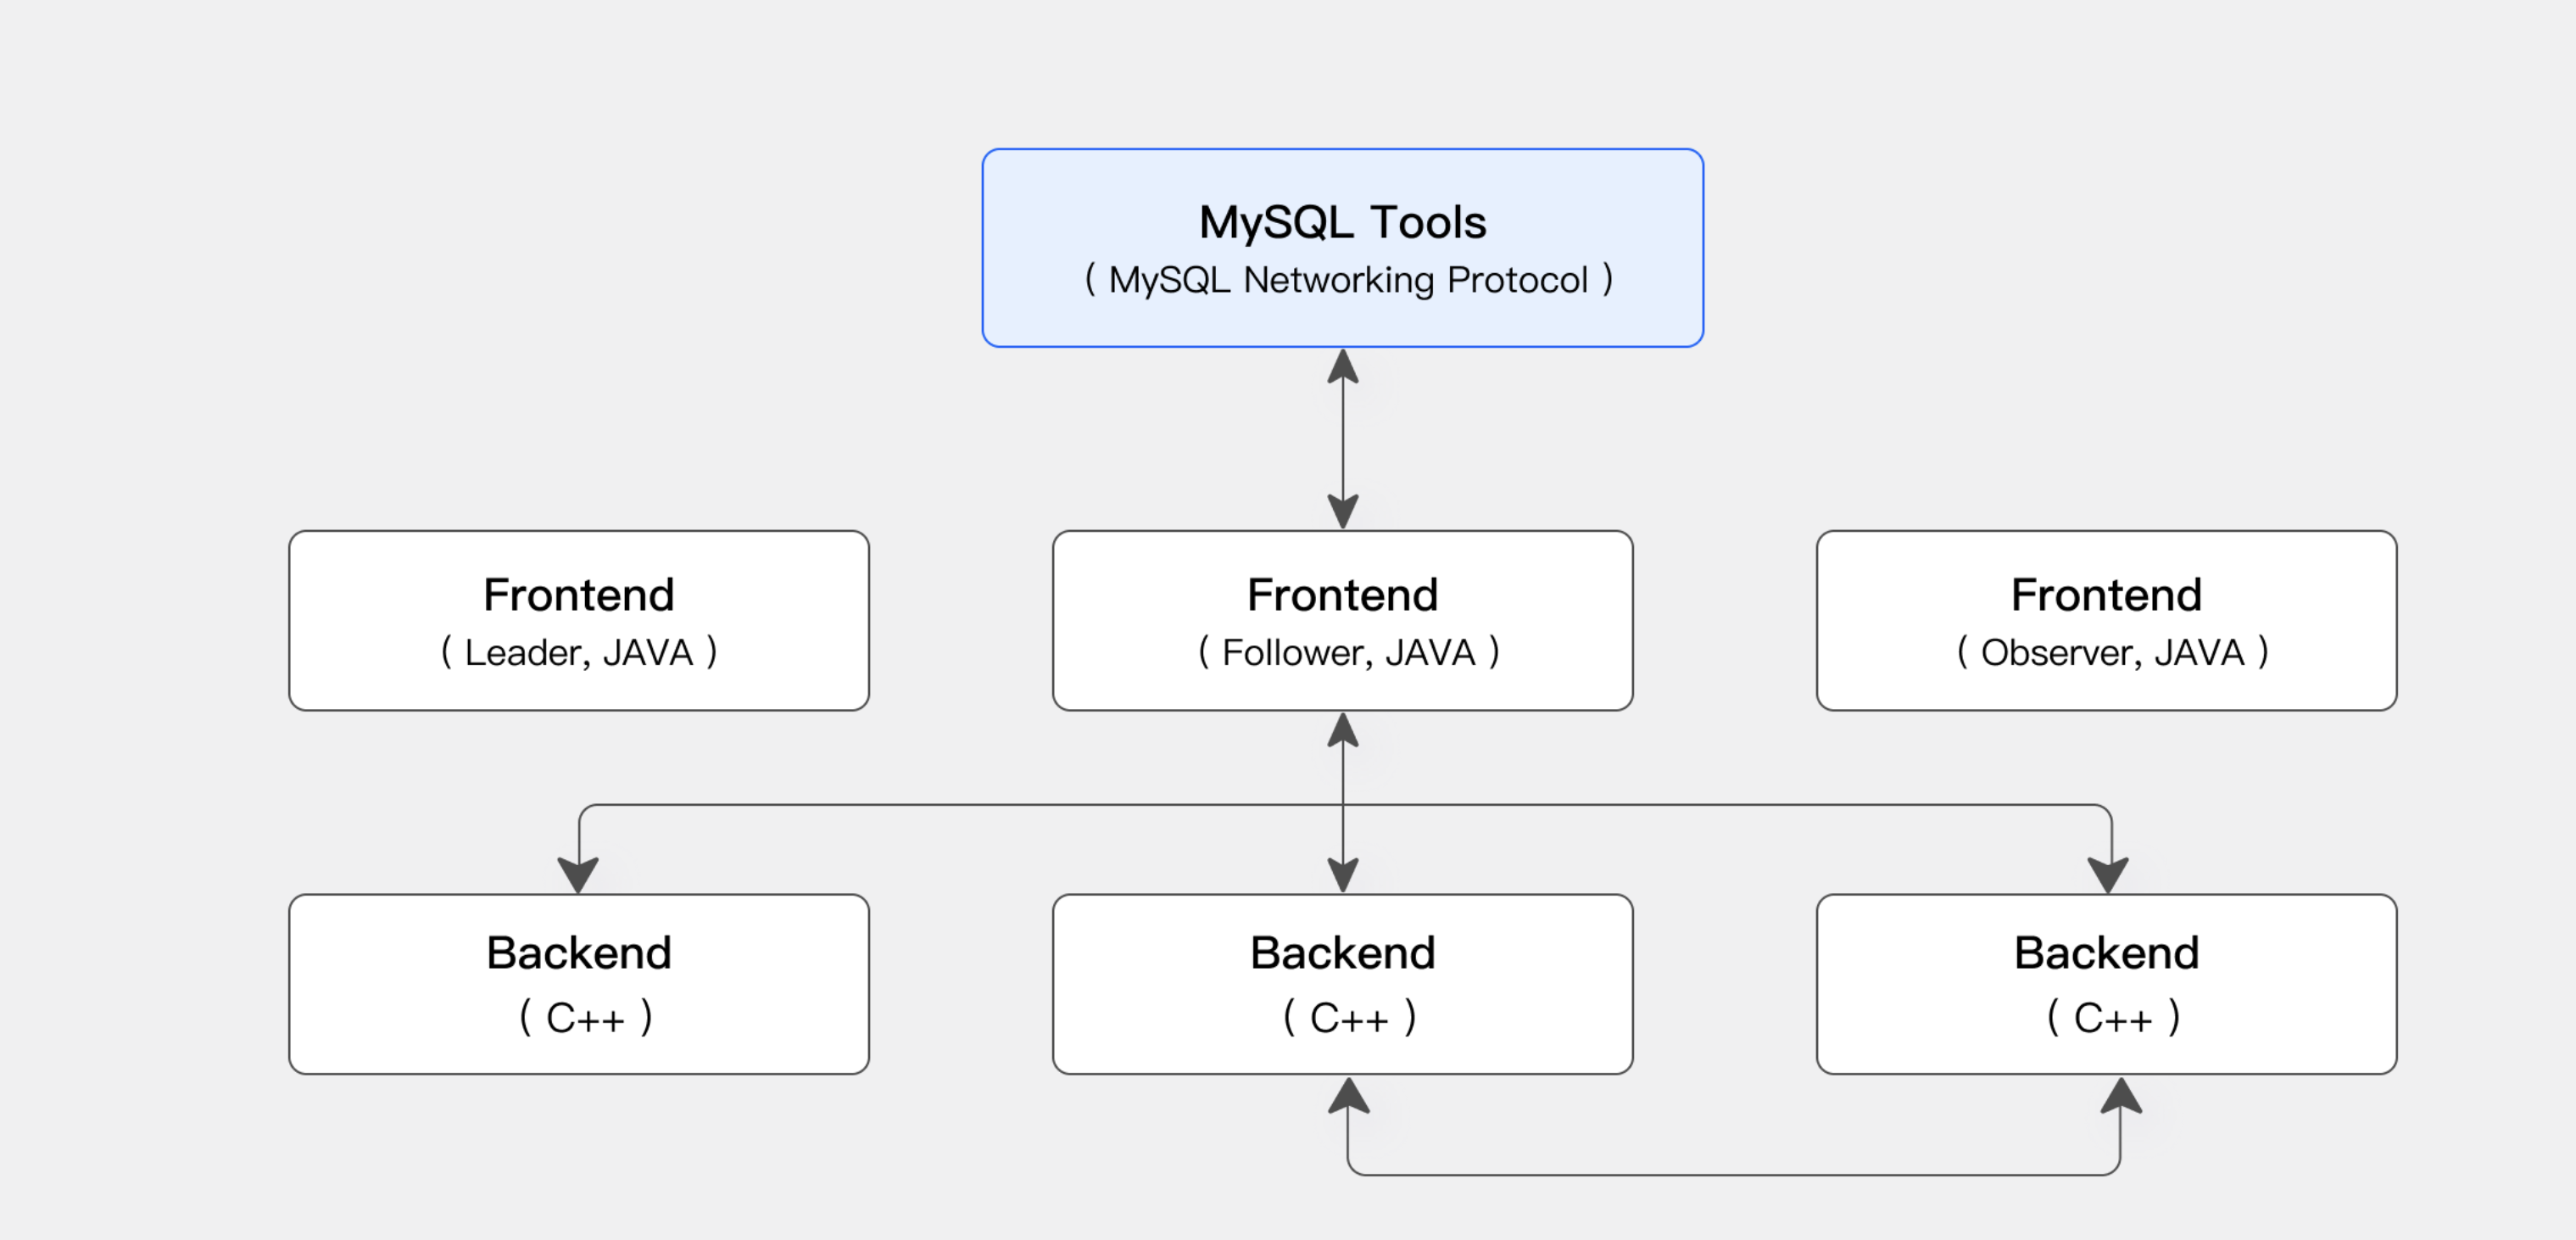 MySQL Tools
( MySQL Networking Protocol )
Frontend
( Leader, JAVA )
Frontend
( Follower, JAVA )
Frontend
( Observer, JAVA )
Backend
( C++ )
Backend
( C++ )
Backend
( C++ )